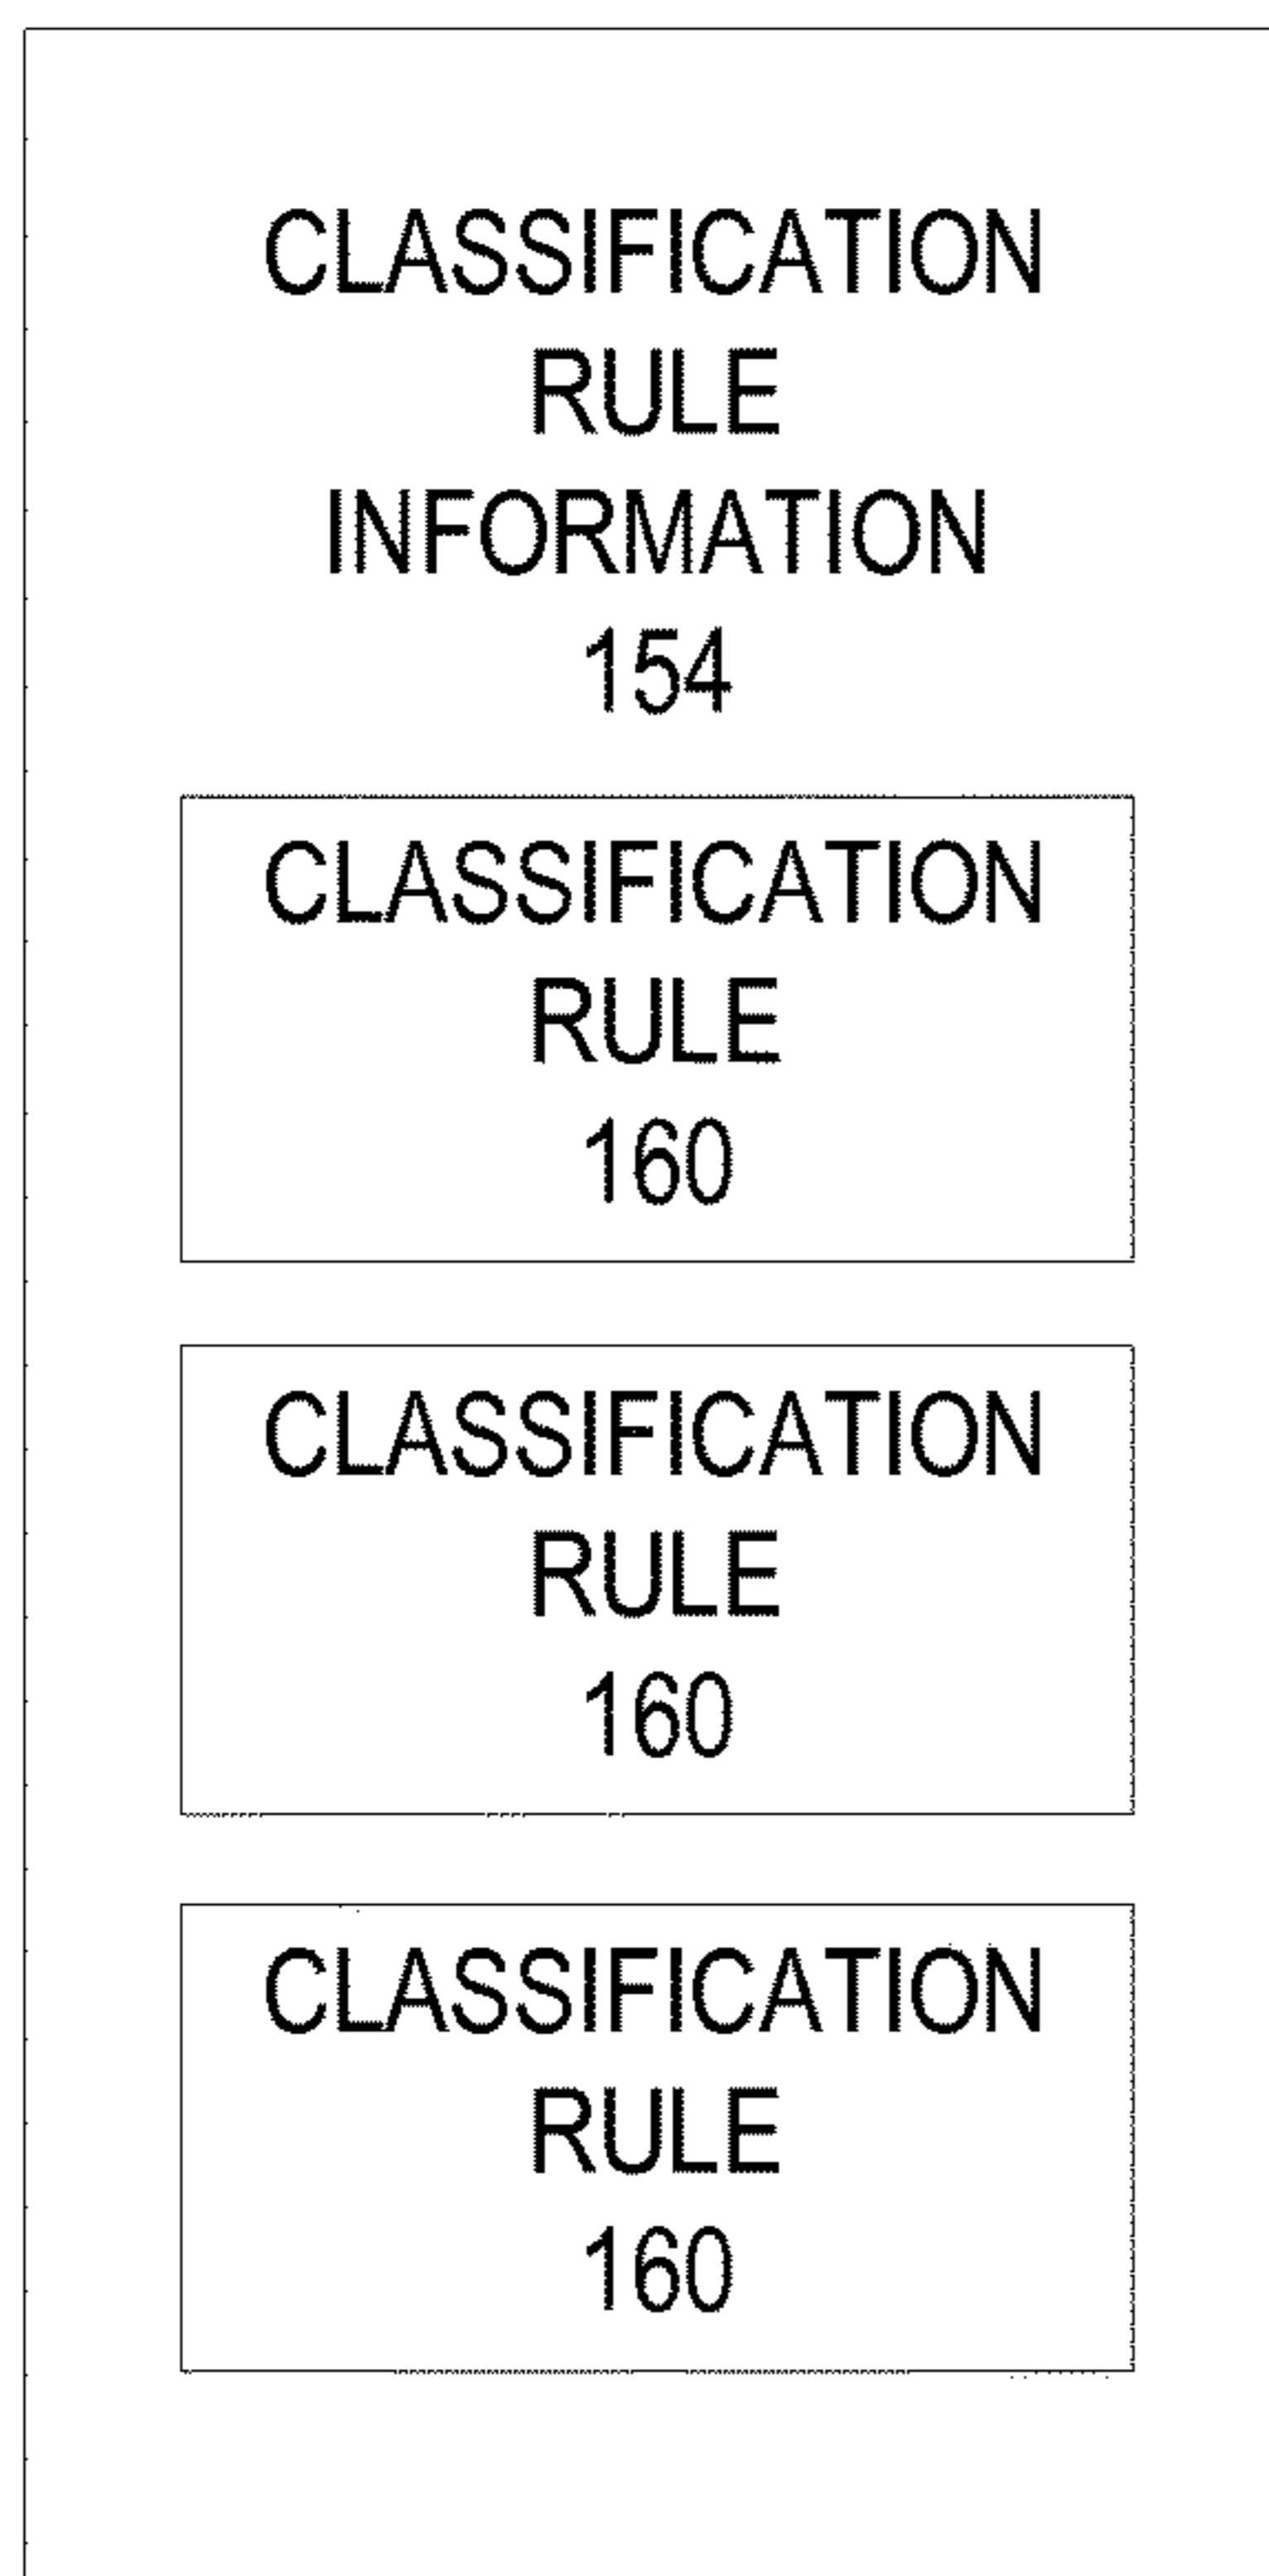 CLASSIFICATION
RULE
INFORMATION
154
CLASSIFICATION
RULE
160
CLASSIFICATION
RULE
160
CLASSIFICATION
RULE
160